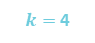 k = 4